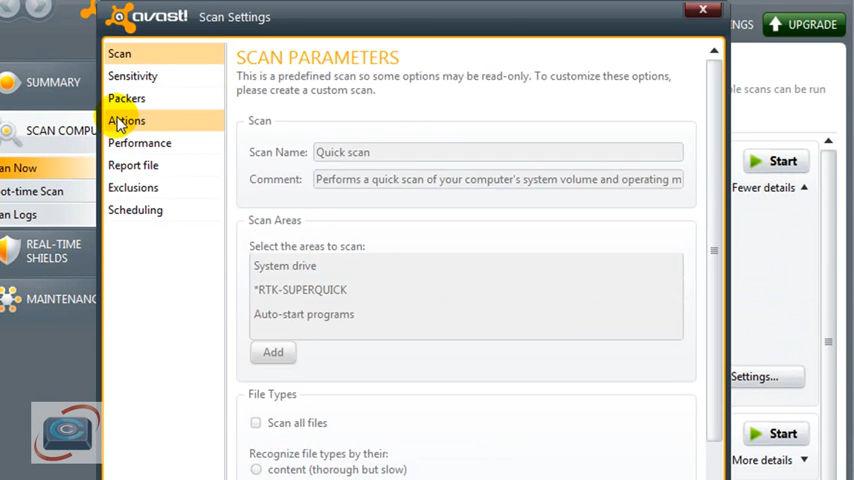 avast!
Scan Settings
SUMMARY
SCAN COMPU
an Now
ot-time Scan
an Logs
REAL-TIME
SHIELDS
MAINTENANC
Scan
Sensitivity
Packers
Actions
Performance
Report file
Exclusions
Scheduling
SCAN PARAMETERS
This is a predefined scan so some options may be read-only. To customize these options,
please create a custom scan.
Scan
Scan Name: Quick scan
Comment: Performs a quick scan of your computer's system volume and operating m
Scan Areas
Select the areas to scan:
System drive
*RTK-SUPERQUICK
Auto-start programs
Add
File Types
Scan all files
Recognize file types by their:
content (thorough but slow)
NGS
UPGRADE
ple scans can be run
Start
Fewer details
Settings...
Start
More details